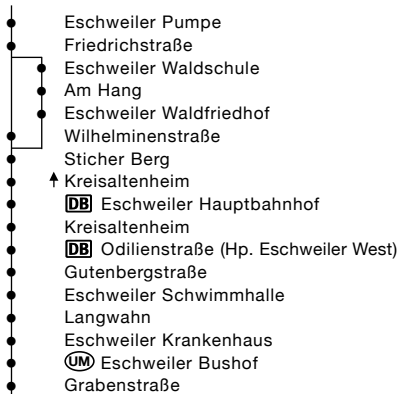 Eschweiler Pumpe
Friedrichstraße
Eschweiler Waldschule
Am Hang
Eschweiler Waldfriedhof
Wilhelminenstraße
Sticher Berg
Kreisaltenheim
DB Eschweiler Hauptbahnhof
Kreisaltenheim
DB Odilienstraße (Hp. Eschweiler West)
Gutenbergstraße
Eschweiler Schwimmhalle
Langwahn
Eschweiler Krankenhaus
UM Eschweiler Bushof
Grabenstraße